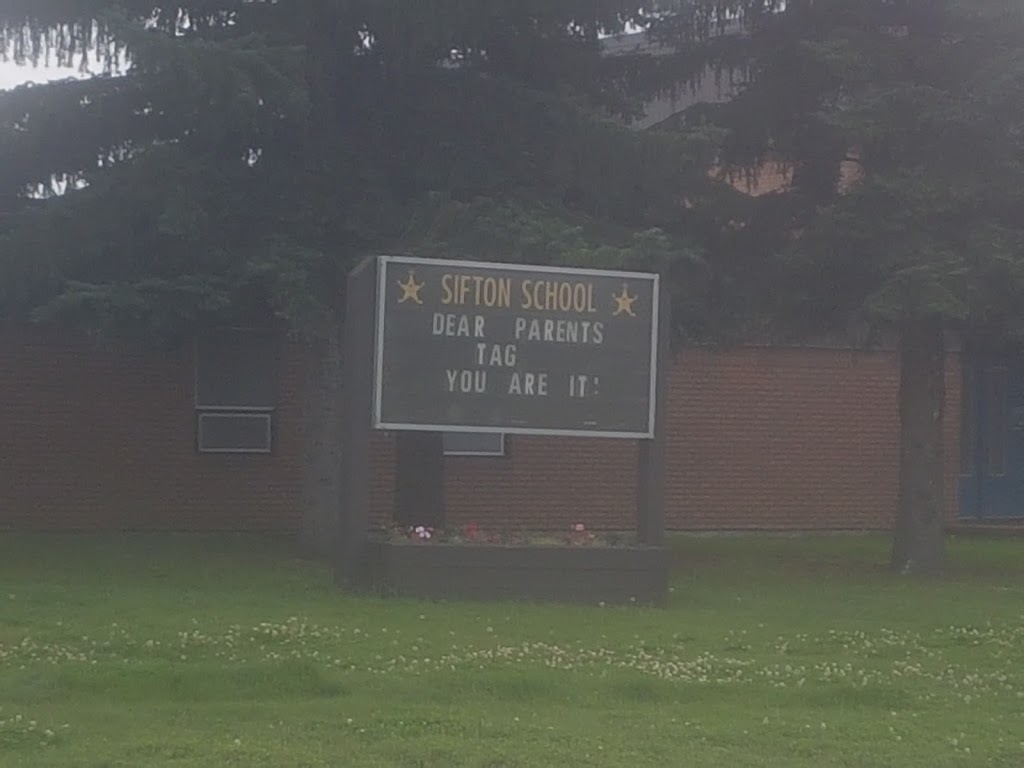 SIFTON SCHOOL
DEAR PARENTS
TAG
YOU ARE IT!